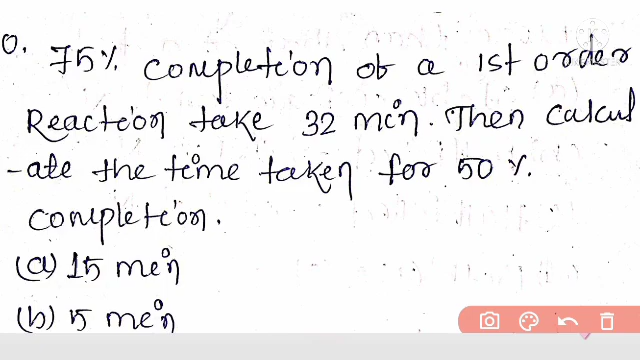 Q. 75% completion of a 1st order
Reaction take 32 min. Then calcul
-ate the time taken for 50 %.
completion.
(a) 15 min
(b) 5 min